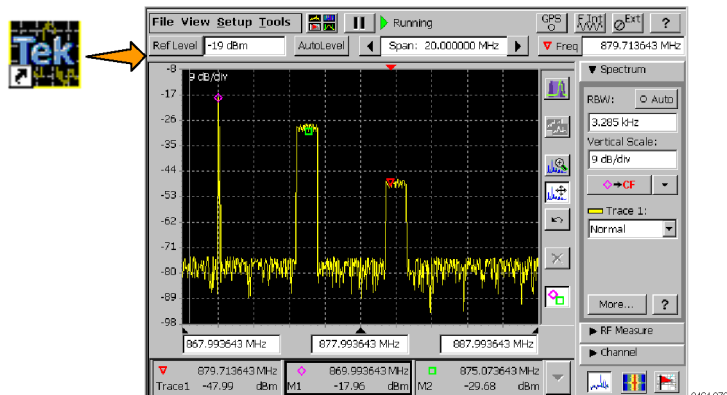 File View Setup Tools Running GPS F.Int Ext ?
Tek
Ref Level -19 dBm AutoLevel Span: 20.000000 MHz Freq 879.713643 MHz
-8 9 dB/div
-17
-26
-35
-44
-53
-62
-71
-80
-89
-98
867.993643 MHz 877.993643 MHz 887.993643 MHz
Spectrum
RBW: Auto
3.285 kHz
Vertical Scale:
9 dB/div
CF
Trace 1:
Normal
More... ?
RF Measure
Channel
879.713643 MHz 869.993643 MHz 875.073643 MHz
Trace1 -47.99 dBm M1 -17.96 dBm M2 -29.68 dBm